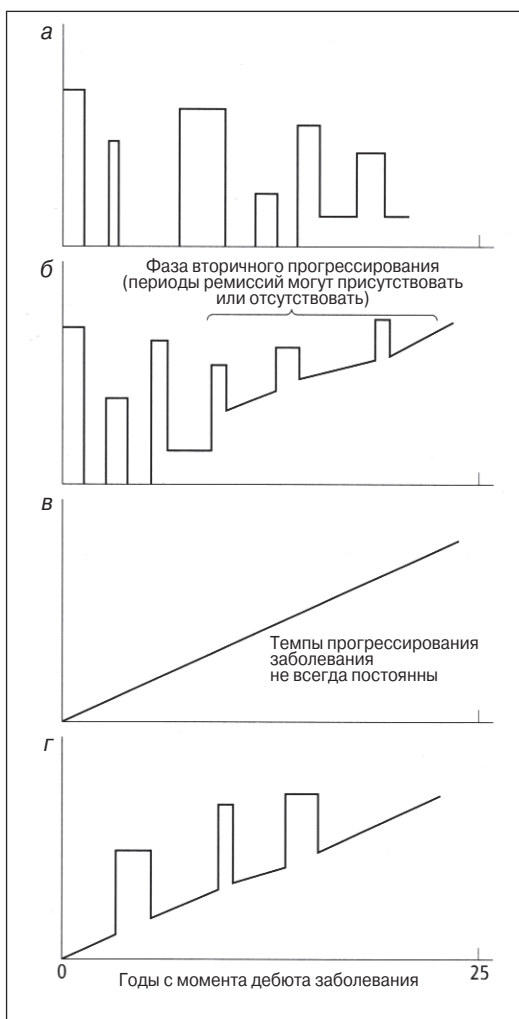 а
б
Фаза вторичного прогрессирования
(периоды ремиссий могут присутствовать
или отсутствовать)
в
Темпы прогрессирования
заболевания
не всегда постоянны
г
0
Годы с момента дебюта заболевания
25